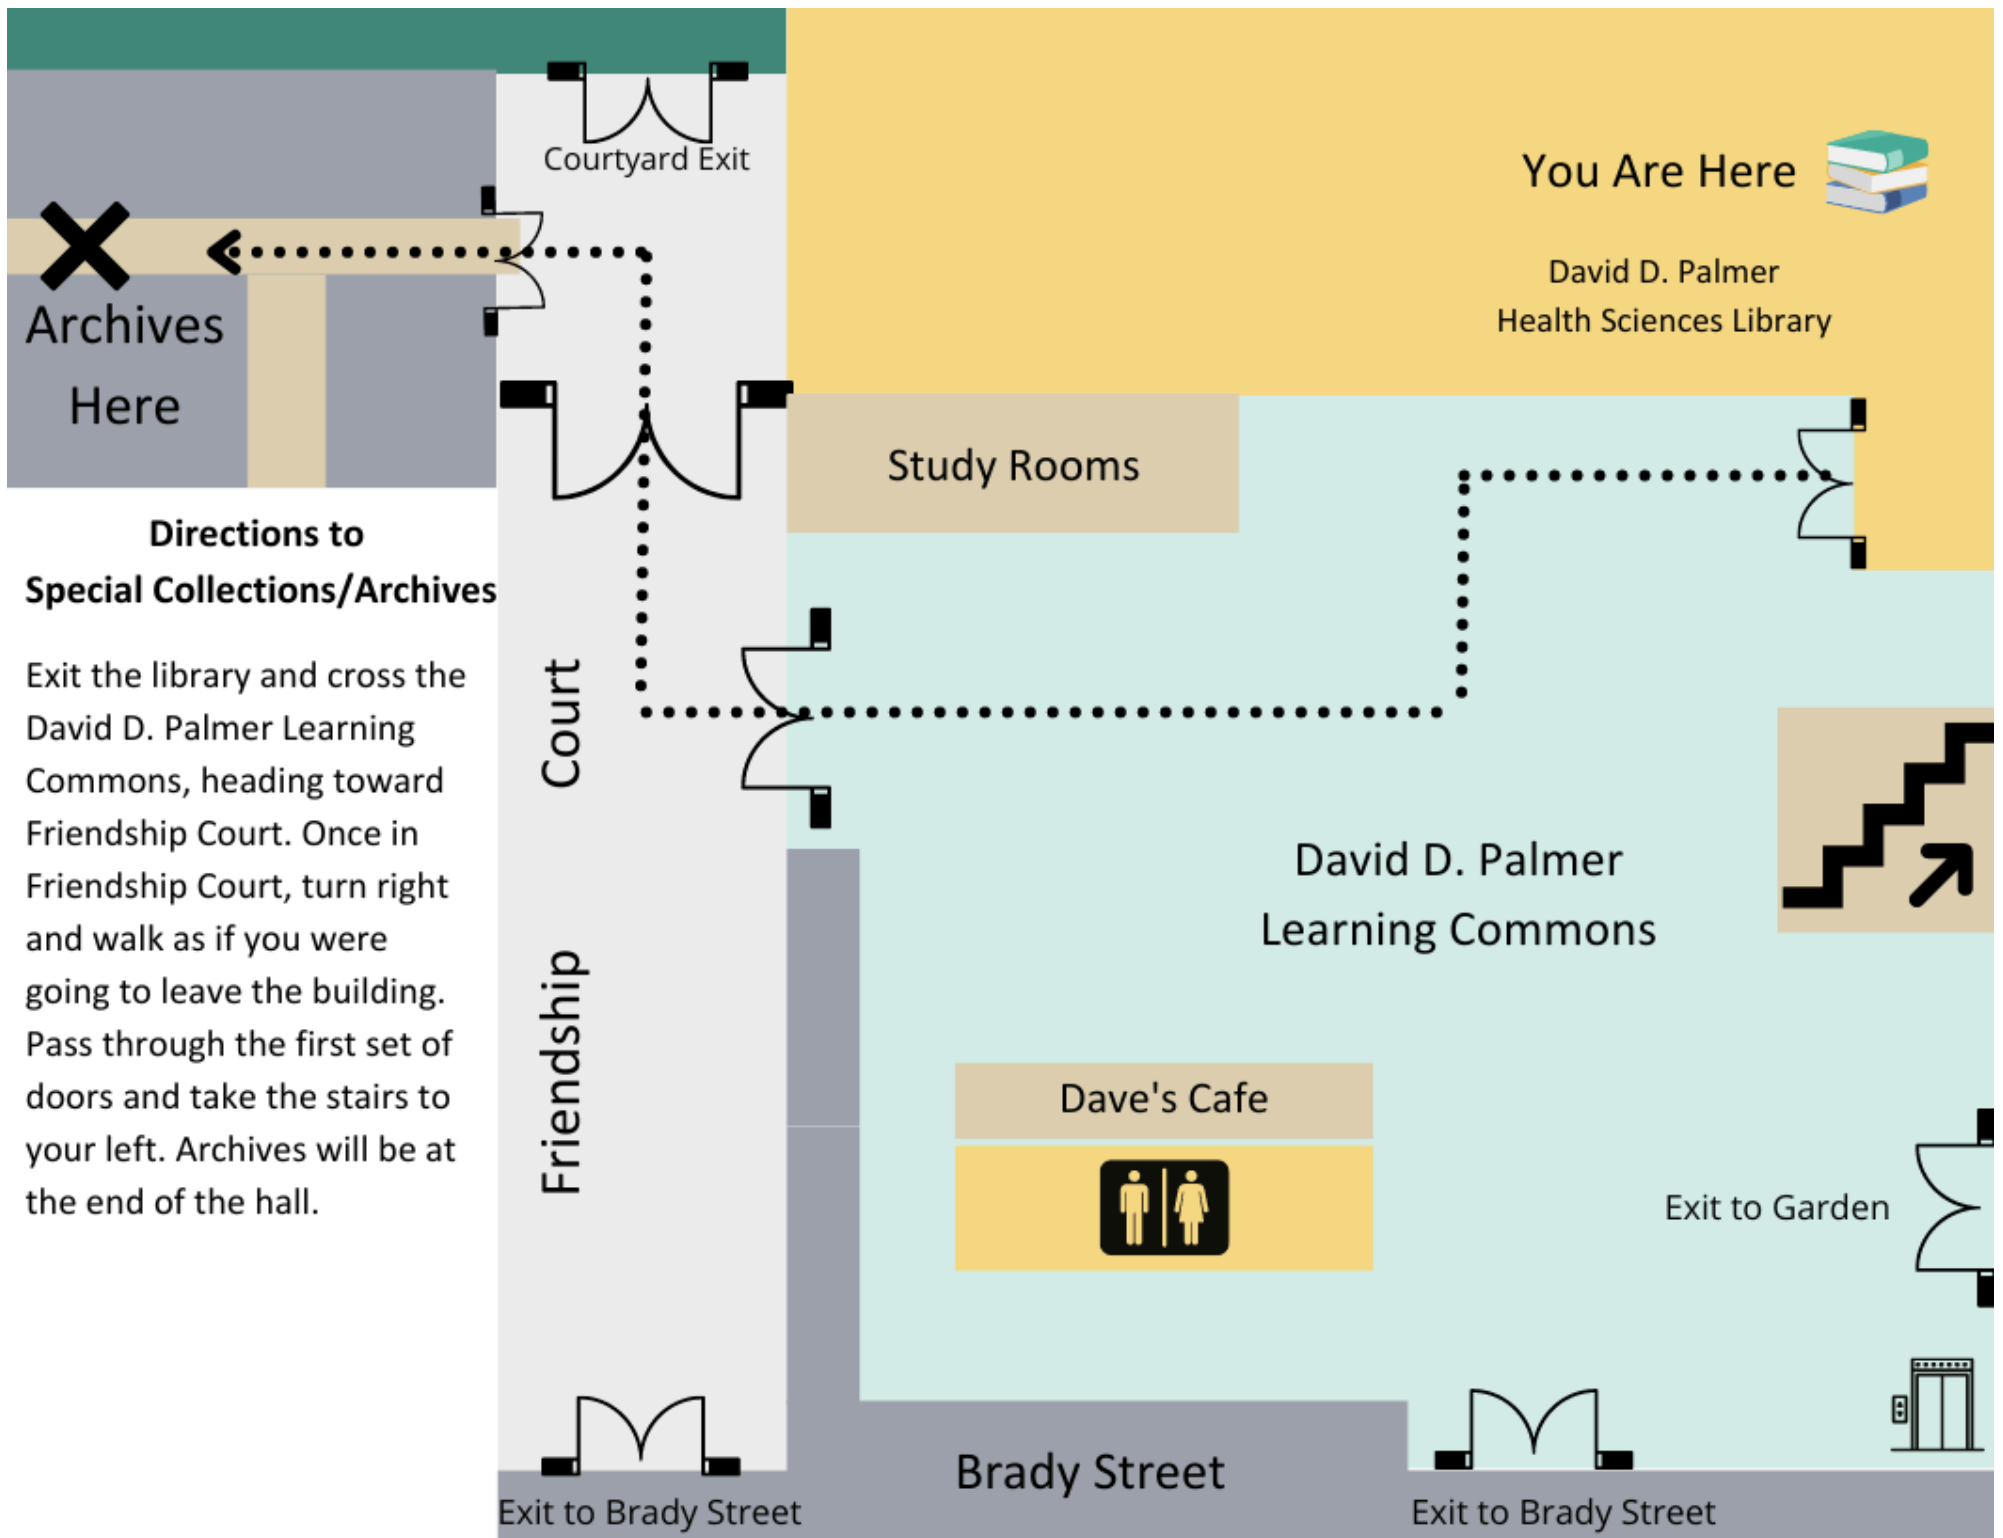 Courtyard Exit
You Are Here
David D. Palmer
Health Sciences Library
Archives
Here
Study Rooms
Directions to
Special Collections/Archives
Exit the library and cross the
David D. Palmer Learning
Commons, heading toward
Friendship Court. Once in
Friendship Court, turn right
and walk as if you were
going to leave the building.
Pass through the first set of
doors and take the stairs to
your left. Archives will be at
the end of the hall.
Friendship Court
David D. Palmer
Learning Commons
Dave's Cafe
Exit to Garden
Brady Street
Exit to Brady Street
Exit to Brady Street